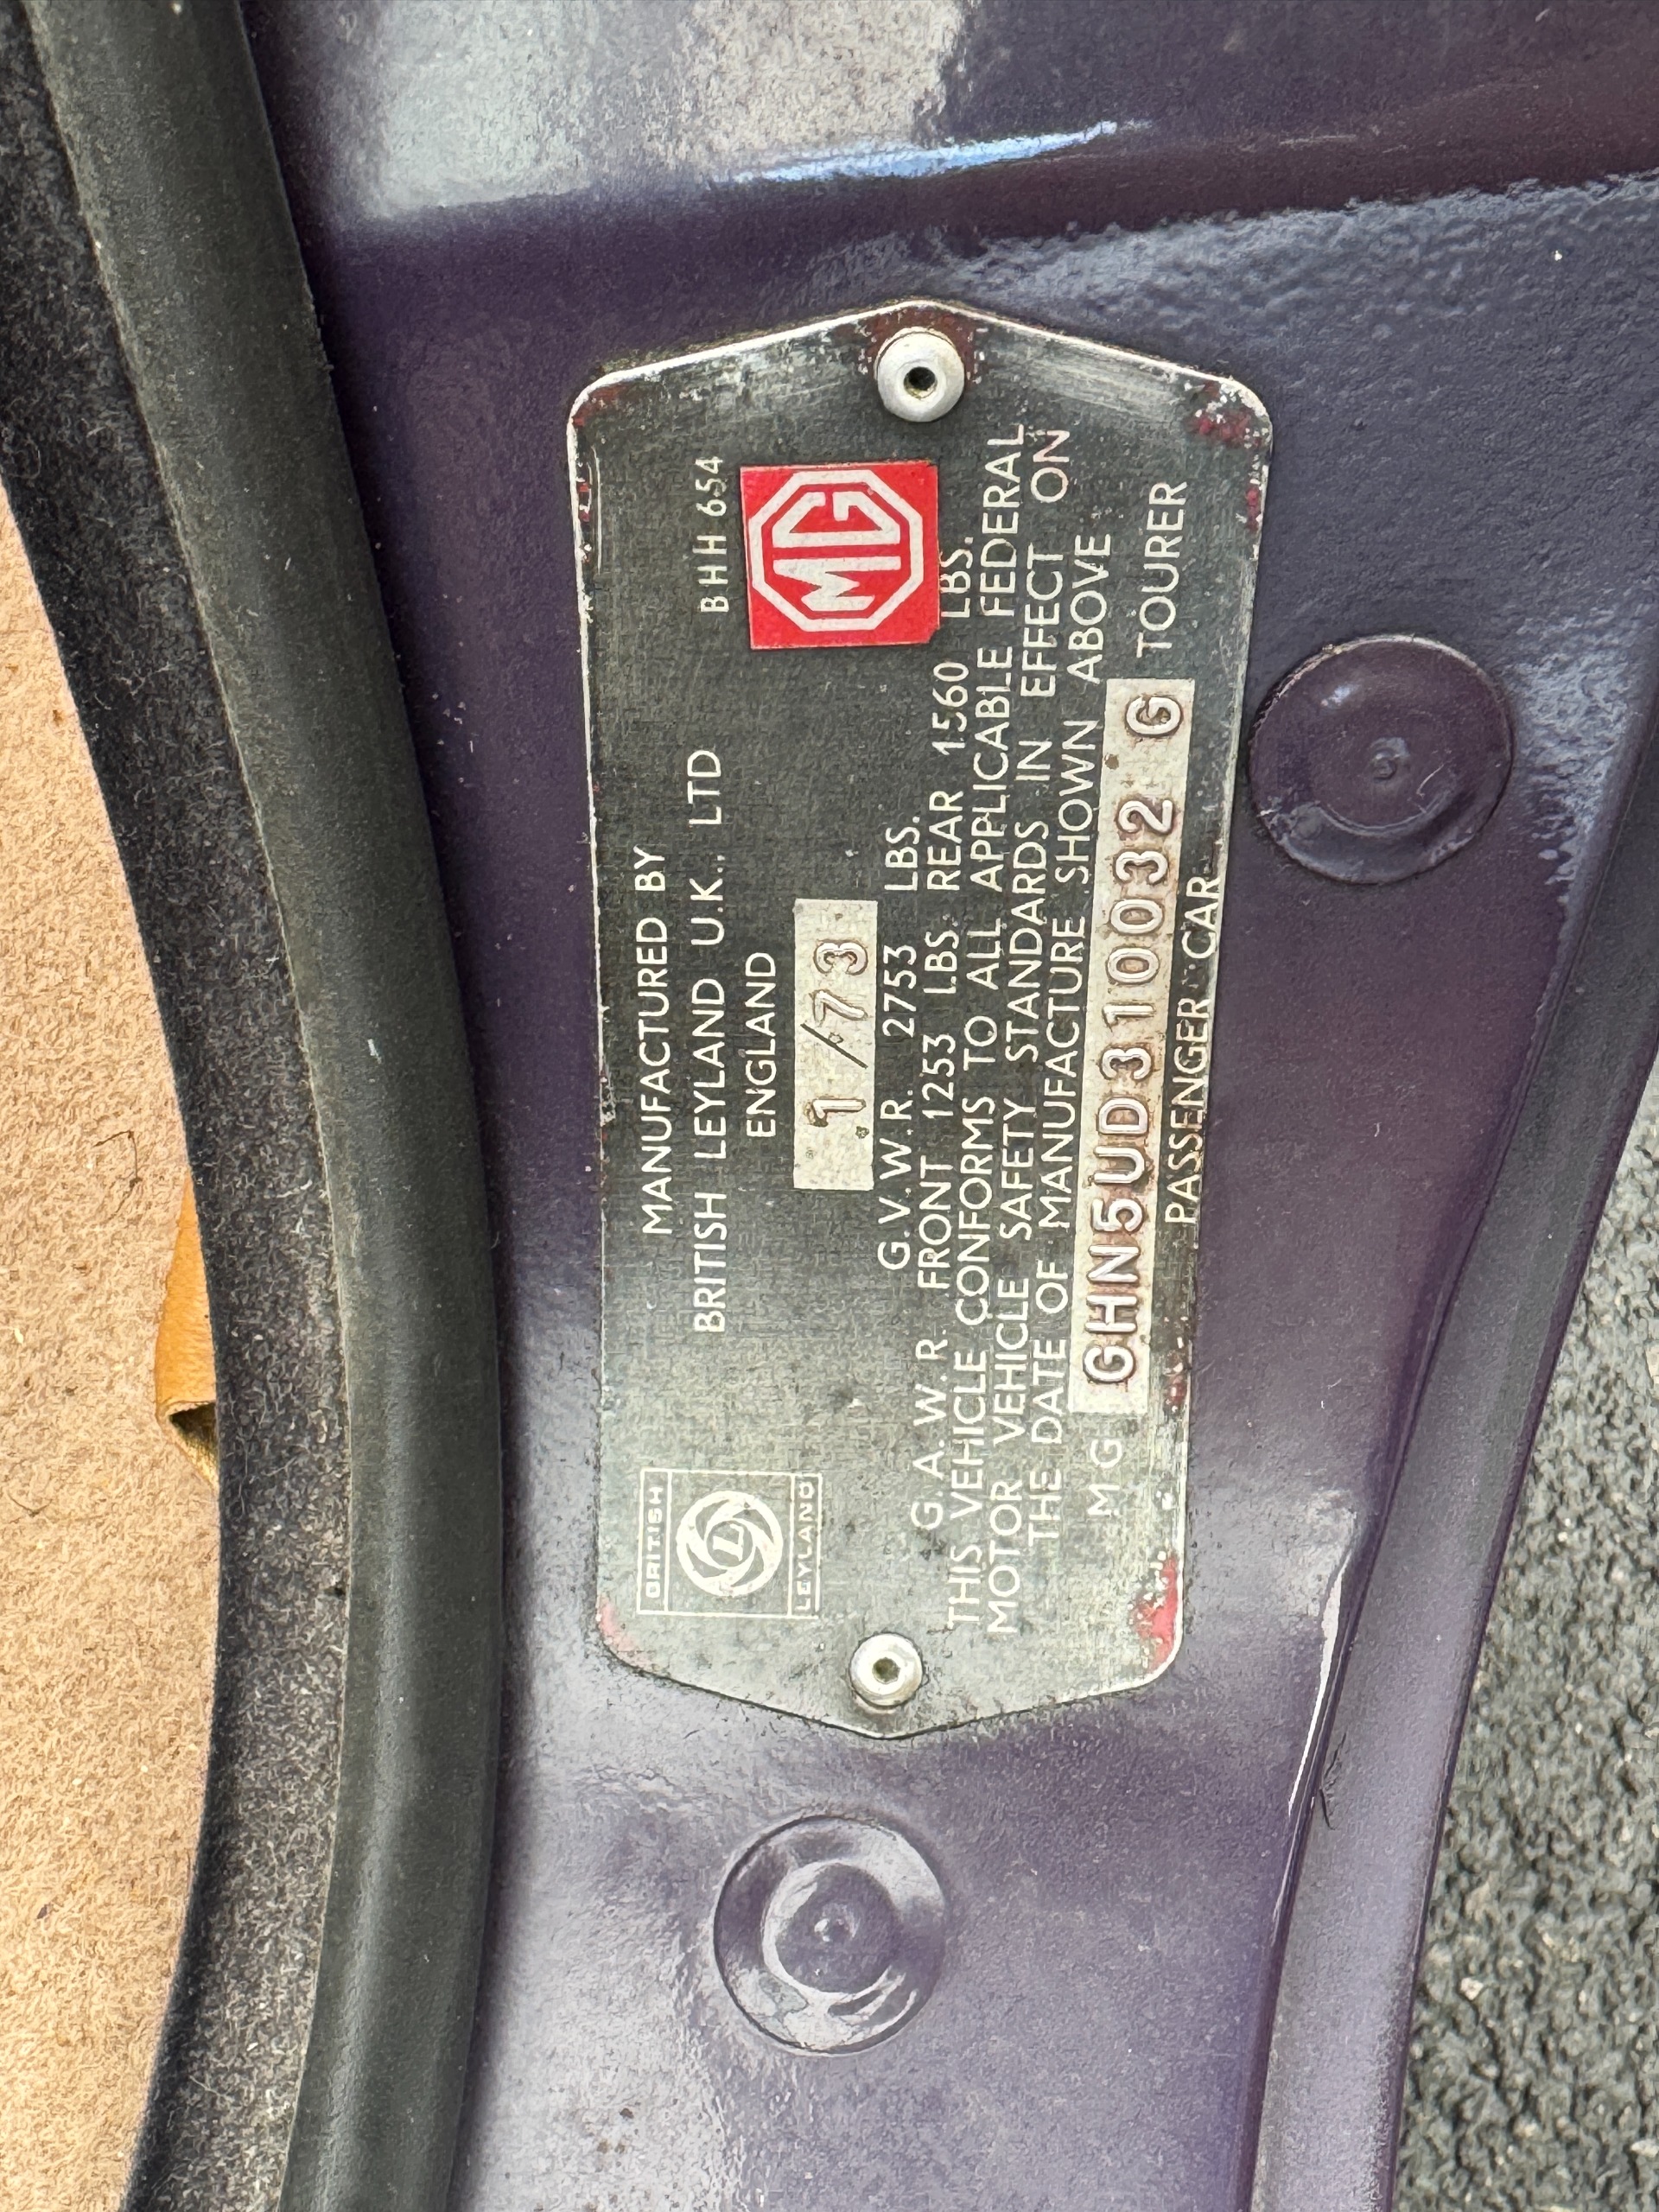 BRITISH
L
LEYLAND
MANUFACTURED BY
BRITISH LEYLAND U.K., LTD
ENGLAND
BHH 654
MG
1/73
G.V.W.R. 2753 LBS.
G.A.W.R. FRONT 1253 LBS. REAR 1560 LBS.
THIS VEHICLE CONFORMS TO ALL APPLICABLE FEDERAL
MOTOR VEHICLE SAFETY STANDARDS IN EFFECT ON
THE DATE OF MANUFACTURE SHOWN ABOVE
MG GHN5UD310032 G TOURER
PASSENGER CAR